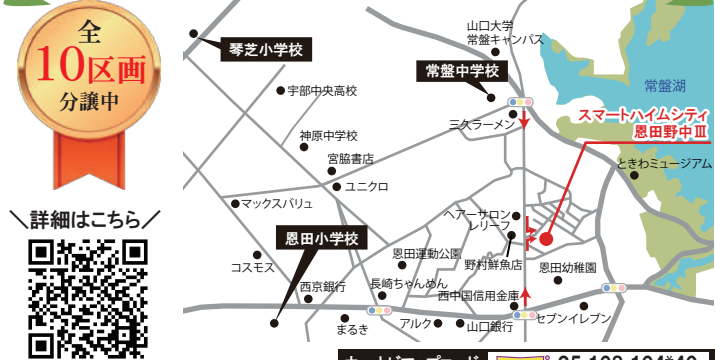 全
10区画
分譲中
＼詳細はこちら／
琴芝小学校
山口大学
常盤キャンパス
常盤中学校
宇部中央高校
常盤湖
三久ラーメン
スマートハイムシティ
恩田野中Ⅲ
神原中学校
宮脇書店
ときわミュージアム
ユニクロ
マックスバリュ
ヘアーサロン
レリーフ
恩田小学校
恩田運動公園
野村鮮魚店
恩田幼稚園
コスモス
西京銀行
長崎ちゃんめん
西中国信用金庫
まるき
アルク
山口銀行
セブンイレブン